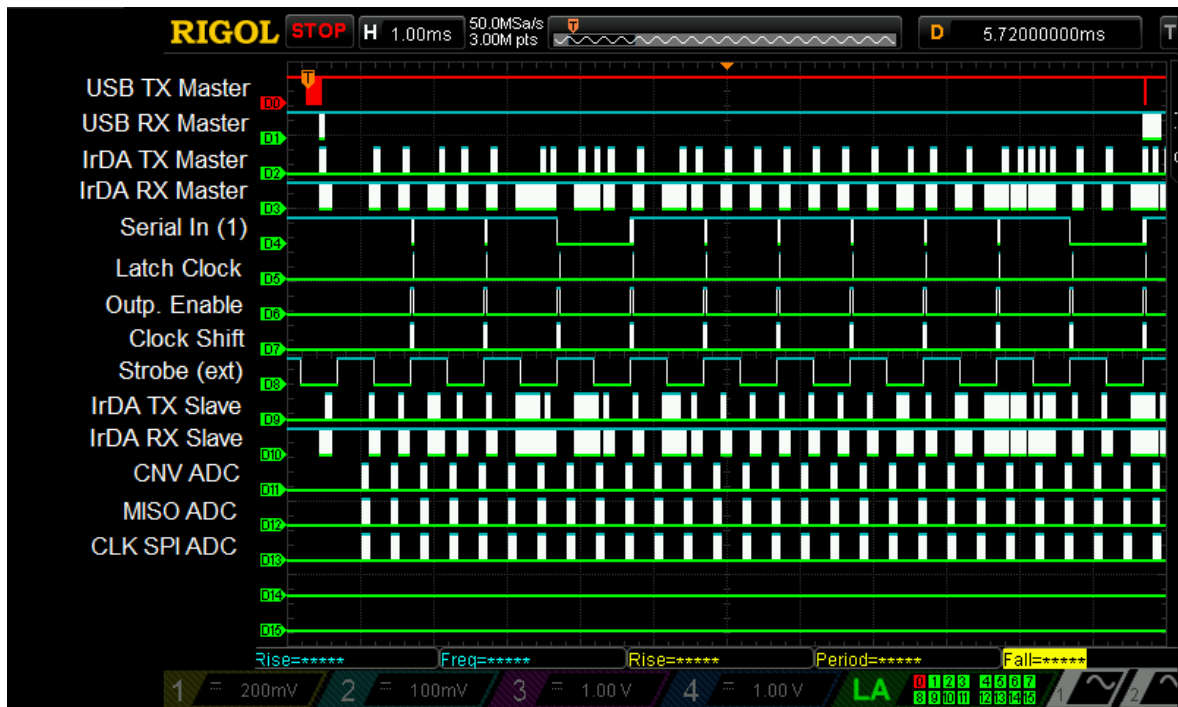 RIGOL STOP H 1.00ms 50.0MSa/s 3.00M pts T D 5.72000000ms T
T
USB TX Master D0
USB RX Master D1
IrDA TX Master D2
IrDA RX Master D3
Serial In (1) D4
Latch Clock D5
Outp. Enable D6
Clock Shift D7
Strobe (ext) D8
IrDA TX Slave D9
IrDA RX Slave D10
CNV ADC D11
MISO ADC D12
CLK SPI ADC D13
D14
D15
Rise=***** Freq=***** Rise=***** Period=***** Fall=*****
1 = 200mV 2 = 100mV 3 = 1.00 V 4 = 1.00 V LA 0 1 2 3 4 5 6 7 1 2
8 9 10 11 12 13 14 15